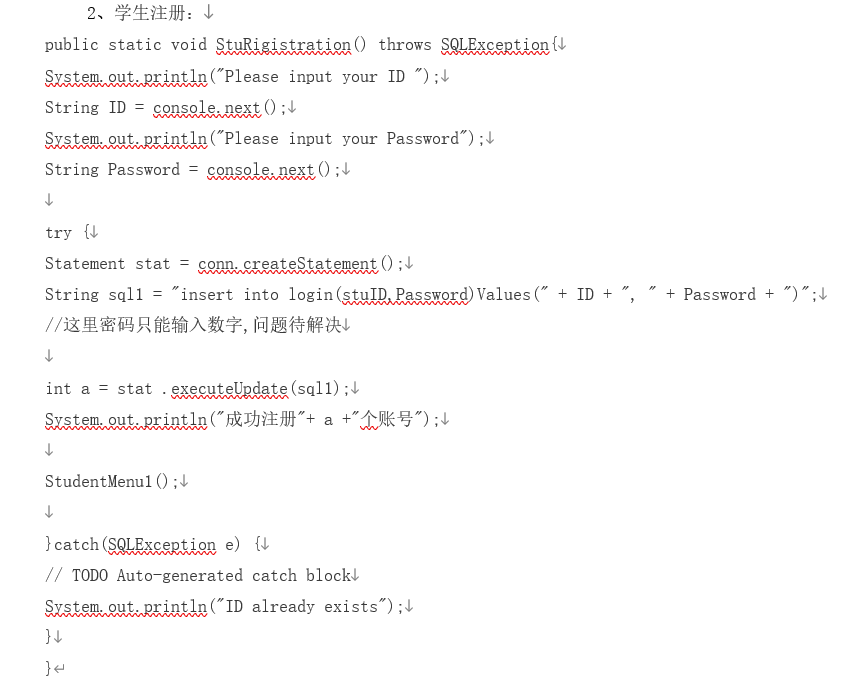 2、学生注册：↓
public static void StuRigistration() throws SQLException{↓
System.out.println("Please input your ID ");↓
String ID = console.next();↓
System.out.println("Please input your Password");↓
String Password = console.next();↓
↓
try {↓
Statement stat = conn.createStatement();↓
String sql1 = "insert into login(stuID,Password)Values(" + ID + ", " + Password + ")";↓
//这里密码只能输入数字,问题待解决↓
↓
int a = stat .executeUpdate(sql1);↓
System.out.println("成功注册"+ a +"个账号");↓
↓
StudentMenu1();↓
↓
}catch(SQLException e) {↓
// TODO Auto-generated catch block↓
System.out.println("ID already exists");↓
}↓
}↵